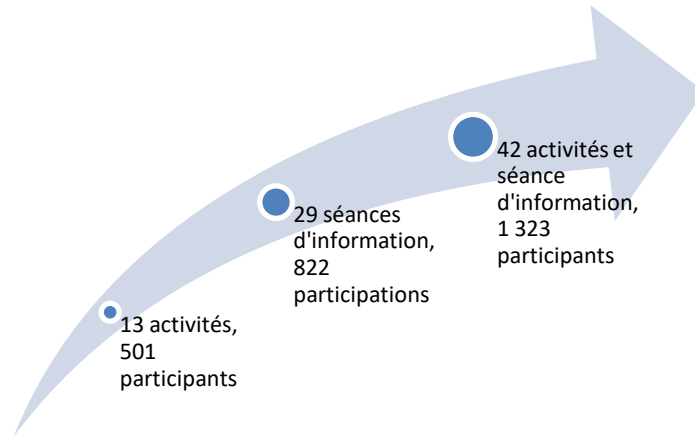 42 activités et
séance
d'information,
1 323
participants
29 séances
d'information,
822
participations
13 activités,
501
participants